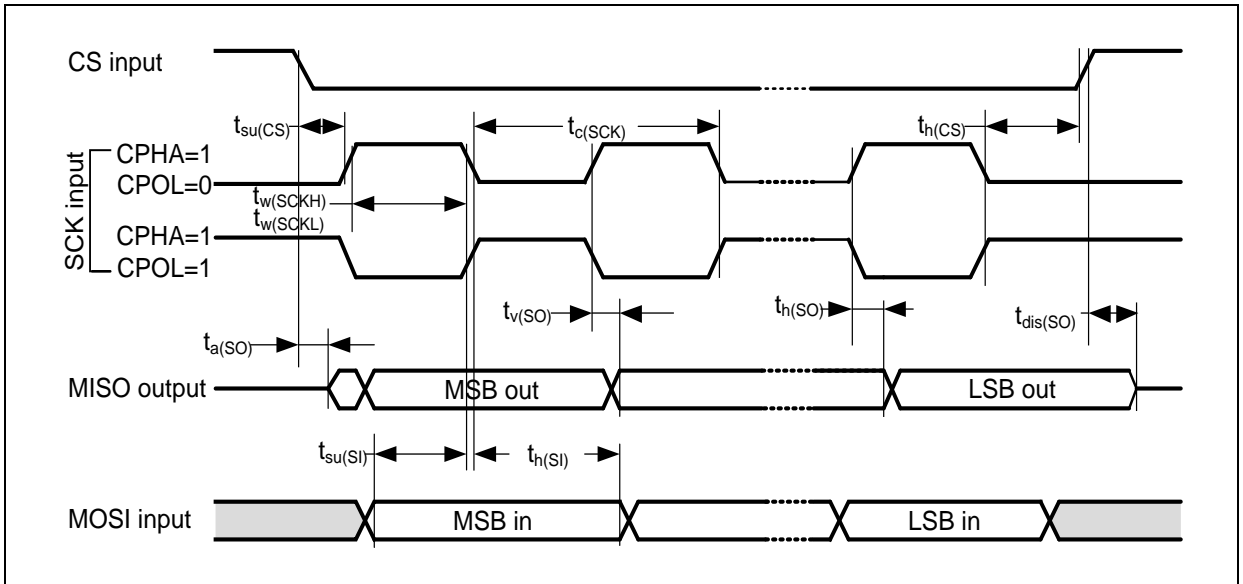 CS input
tsu(CS)
tc(SCK)
th(CS)
SCK input
CPHA=1
CPOL=0
tw(SCKH)
tw(SCKL)
CPHA=1
CPOL=1
tv(SO)
th(SO)
tdis(SO)
ta(SO)
MISO output
MSB out
LSB out
tsu(SI)
th(SI)
MOSI input
MSB in
LSB in